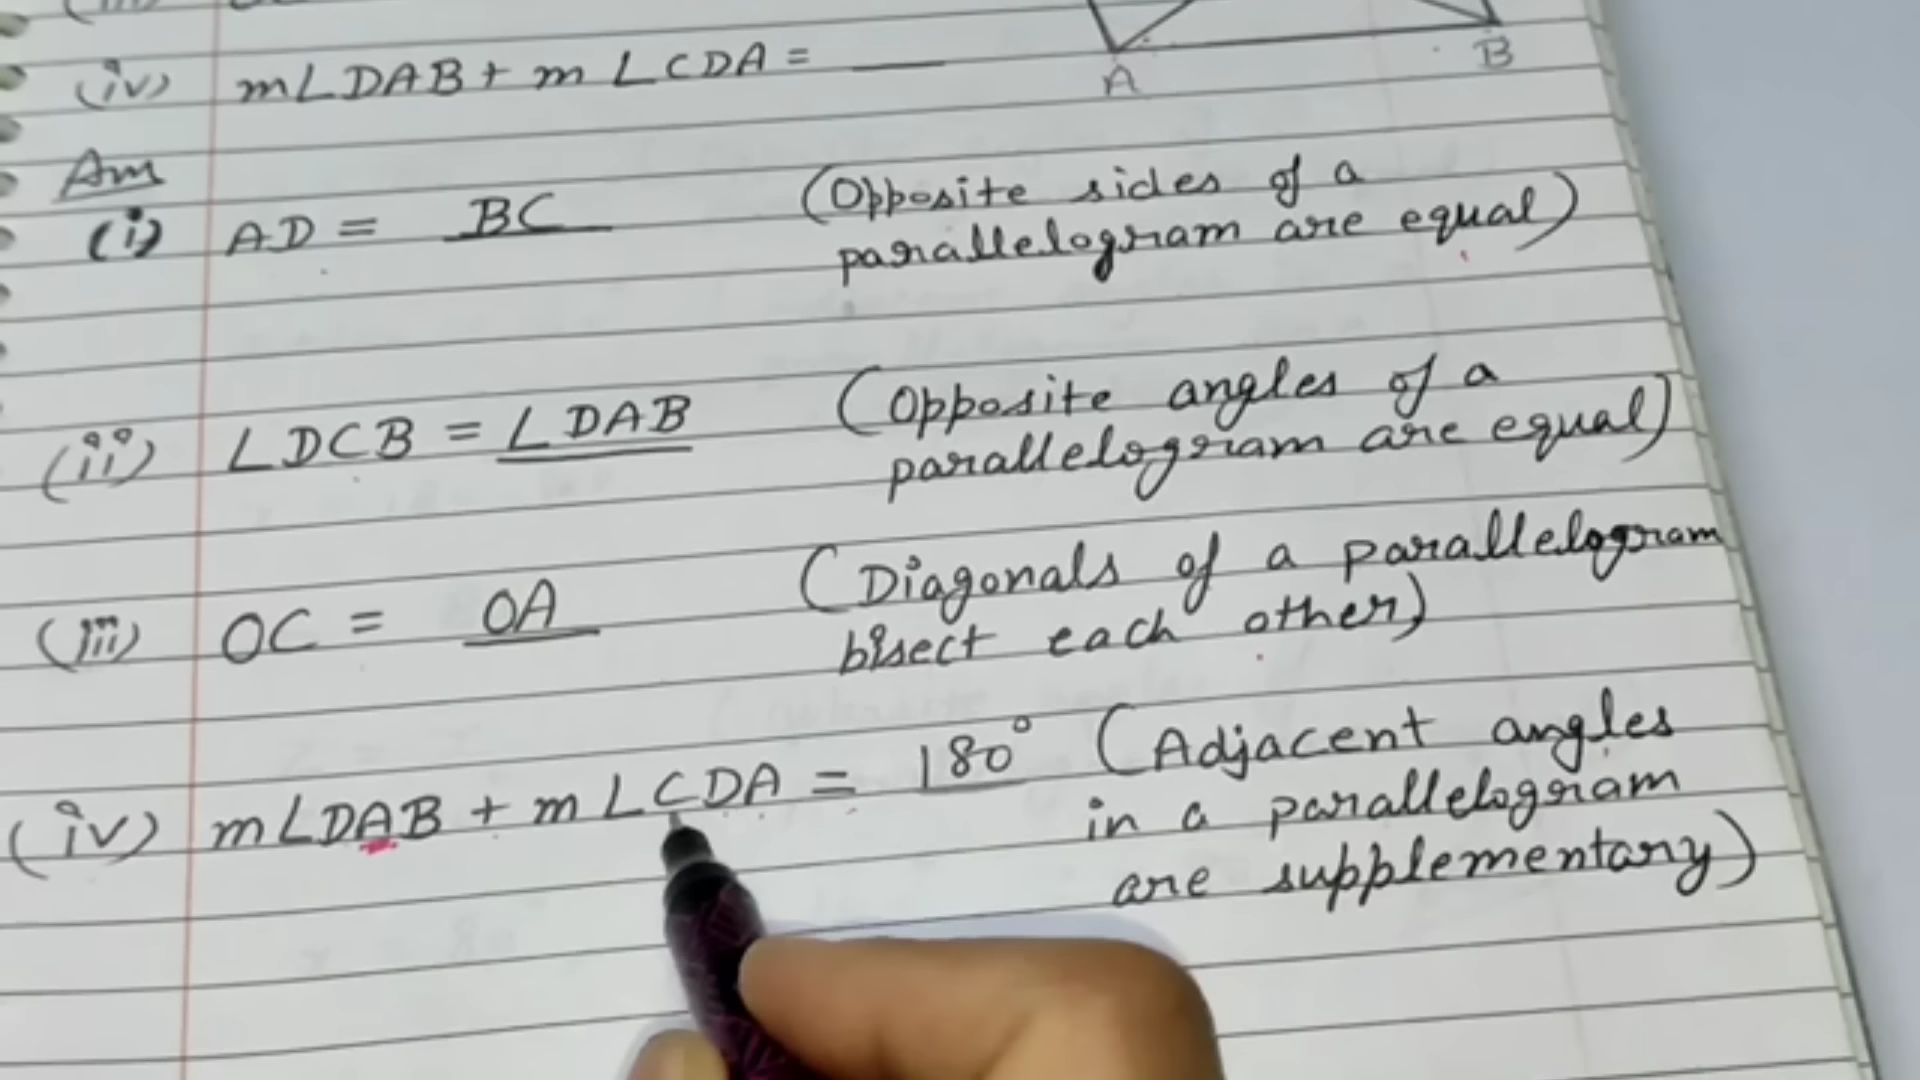 (iv) m∠DAB + m∠CDA = ___
A B
Ans
(i) AD = BC (Opposite sides of a
parallelogram are equal)
(ii) ∠DCB = ∠DAB (Opposite angles of a
parallelogram are equal)
(iii) OC = OA (Diagonals of a parallelogram
bisect each other)
(iv) m∠DAB + m∠CDA = 180° (Adjacent angles
in a parallelogram
are supplementary)